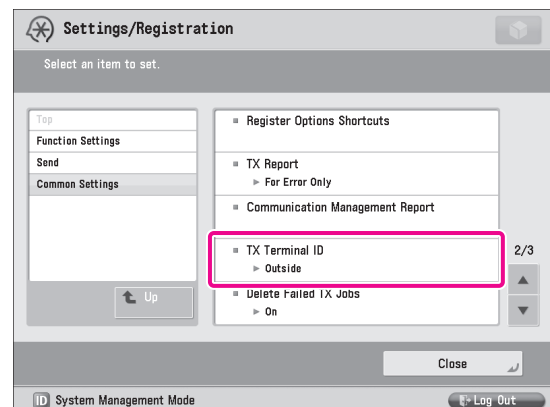 Settings/Registration
Select an item to set.
Top
Function Settings
Send
Common Settings
Up
Register Options Shortcuts
TX Report
► For Error Only
Communication Management Report
TX Terminal ID
► Outside
Delete Failed TX Jobs
► On
2/3
Close
ID System Management Mode
Log Out